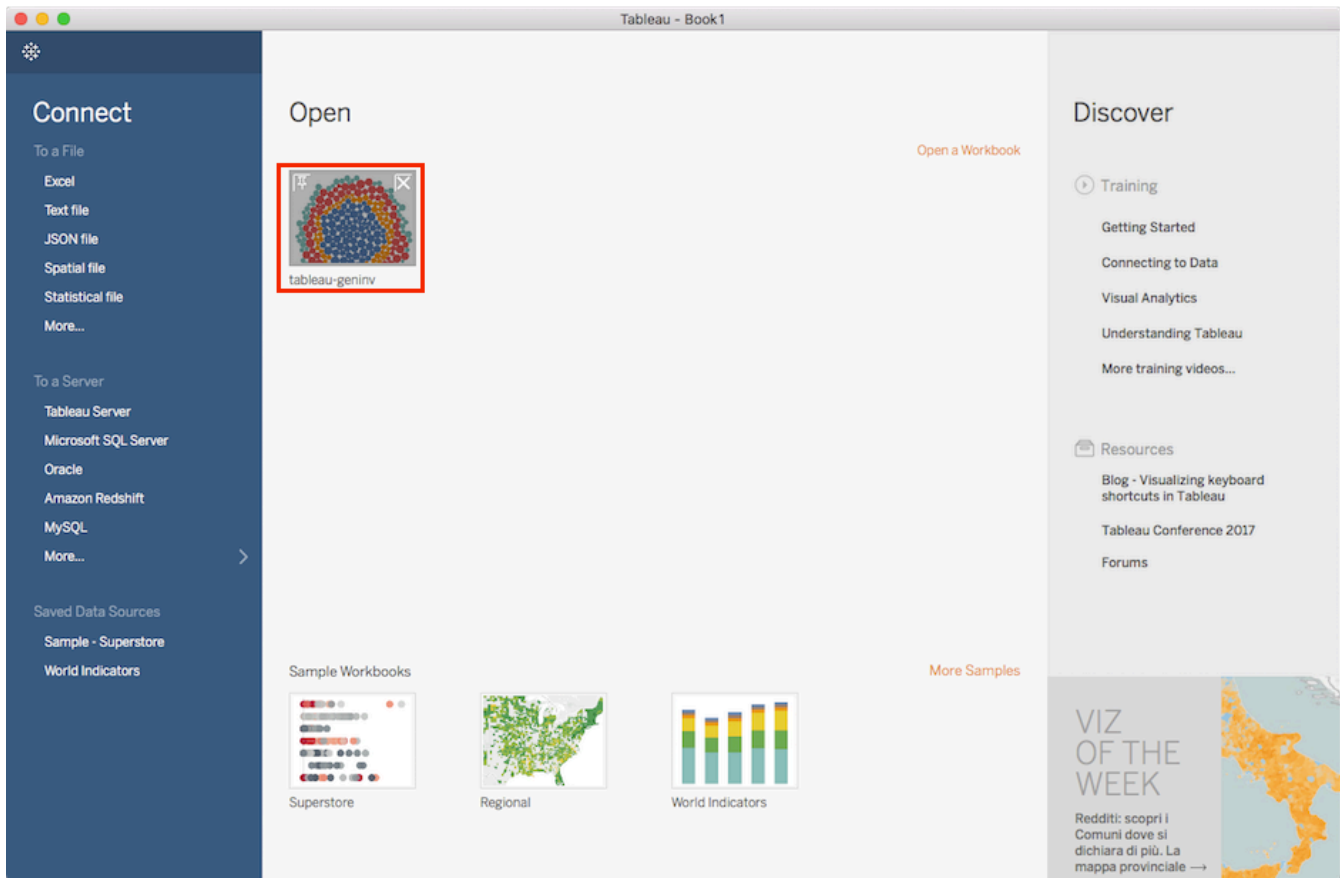 Tableau - Book1
Connect
To a File
Excel
Text file
JSON file
Spatial file
Statistical file
More...
To a Server
Tableau Server
Microsoft SQL Server
Oracle
Amazon Redshift
MySQL
More...
Saved Data Sources
Sample - Superstore
World Indicators
Open
Open a Workbook
tableau-geninv
Sample Workbooks
More Samples
Superstore
Regional
World Indicators
Discover
Training
Getting Started
Connecting to Data
Visual Analytics
Understanding Tableau
More training videos...
Resources
Blog - Visualizing keyboard
shortcuts in Tableau
Tableau Conference 2017
Forums
VIZ
OF THE
WEEK
Redditi: scopri i
Comuni dove si
dichiara di più. La
mappa provinciale →